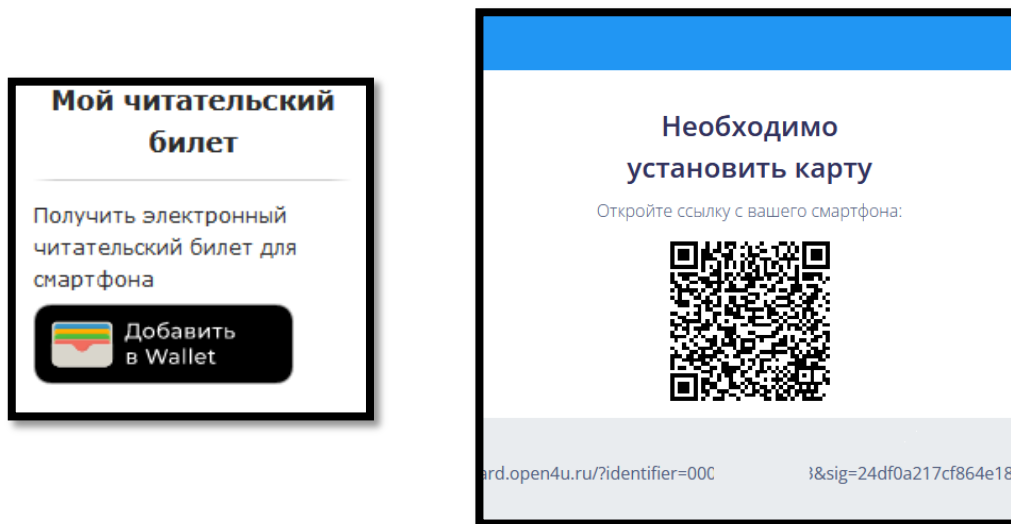 Мой читательский
билет
Получить электронный
читательский билет для
смартфона
Добавить
в Wallet
Необходимо
установить карту
Откройте ссылку с вашего смартфона:
ard.open4u.ru/?identifier=000 &sig=24df0a217cf864e18